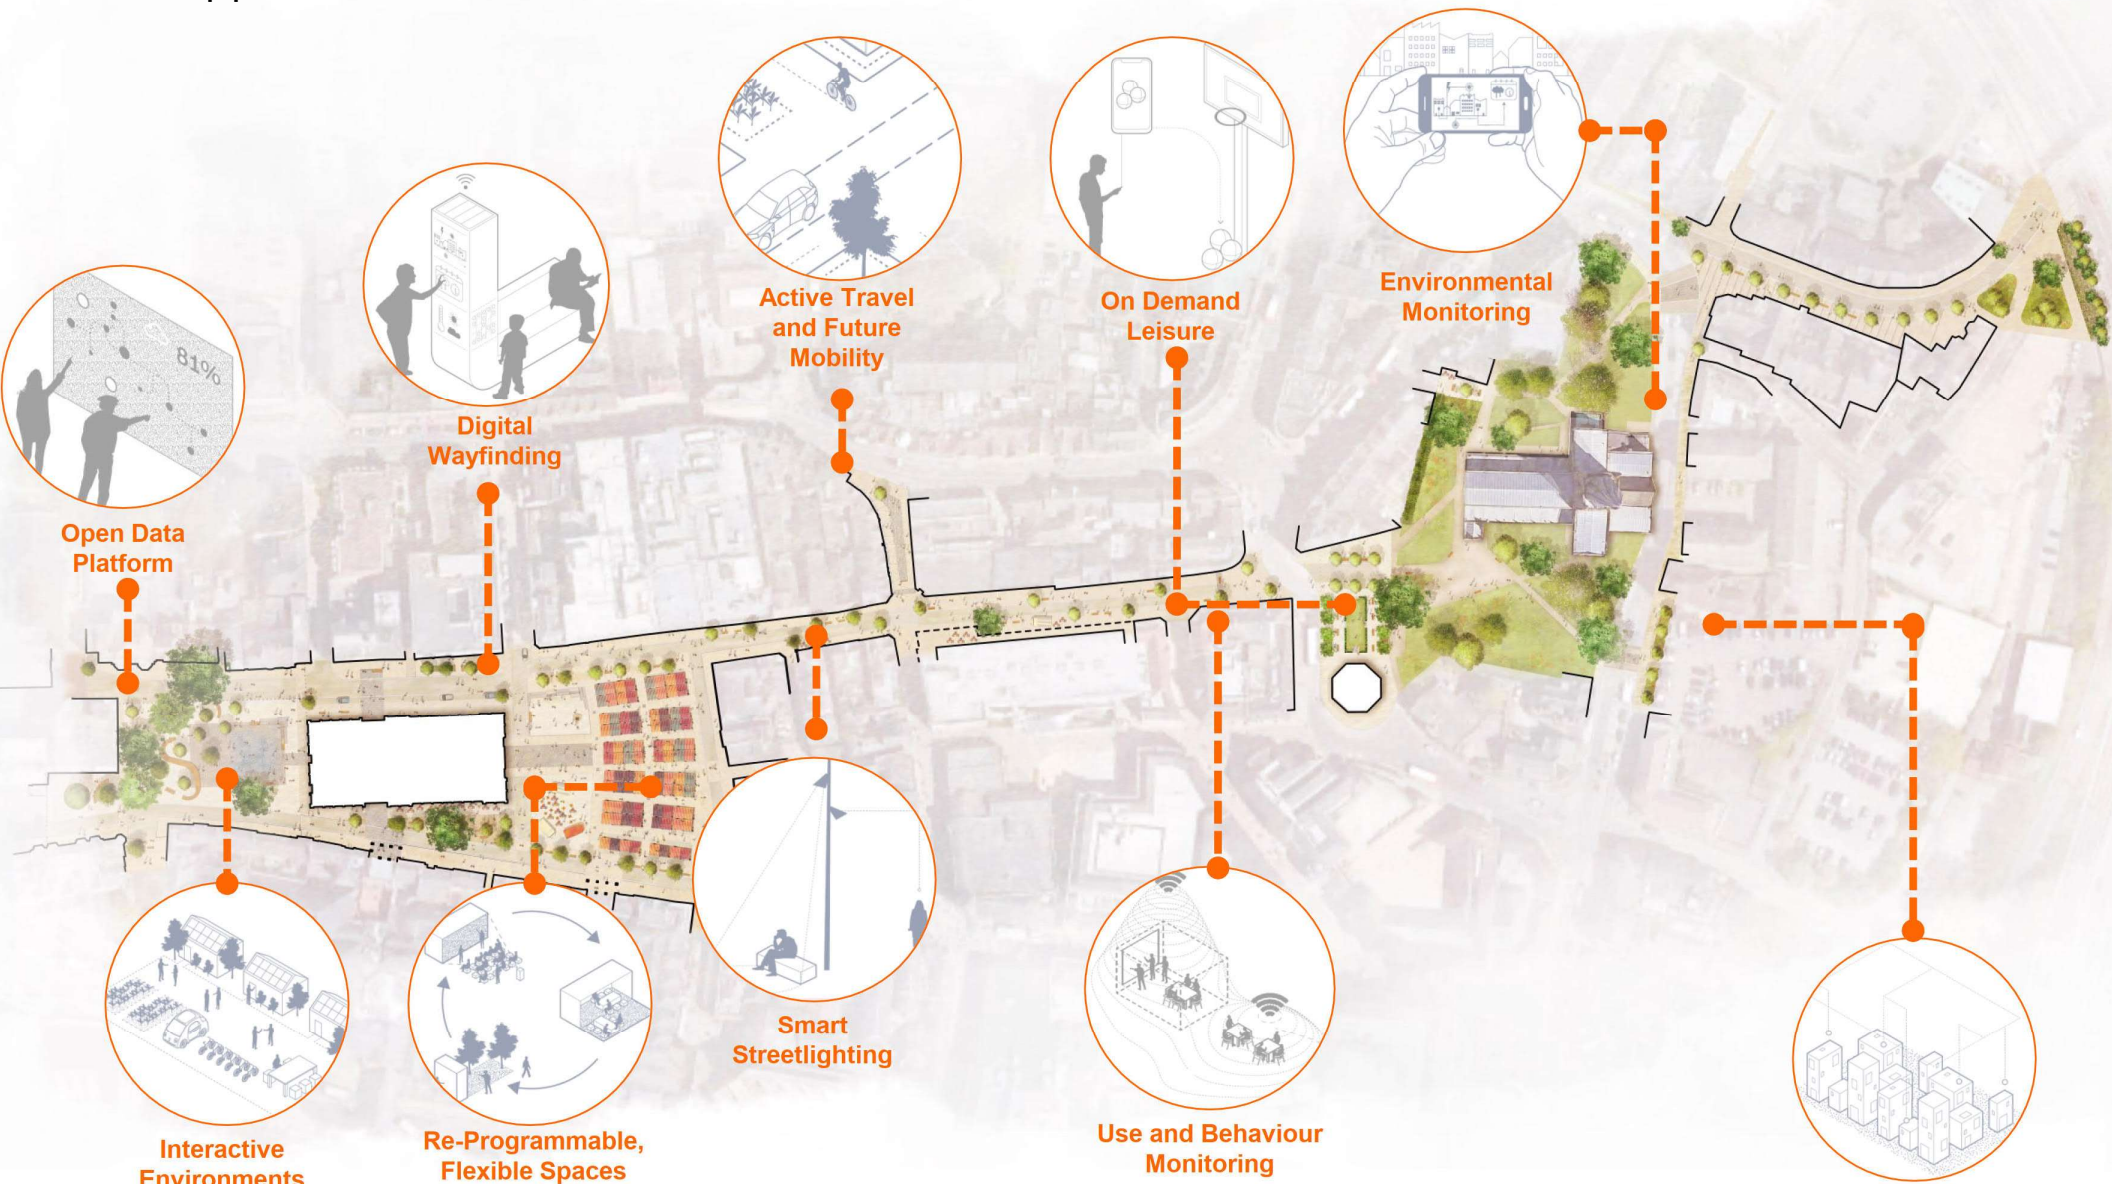 Environmental
Monitoring
Active Travel
and Future
Mobility
On Demand
Leisure
81%
Digital
Wayfinding
Open Data
Platform
Smart
Streetlighting
Interactive
Environments
Re-Programmable,
Flexible Spaces
Use and Behaviour
Monitoring